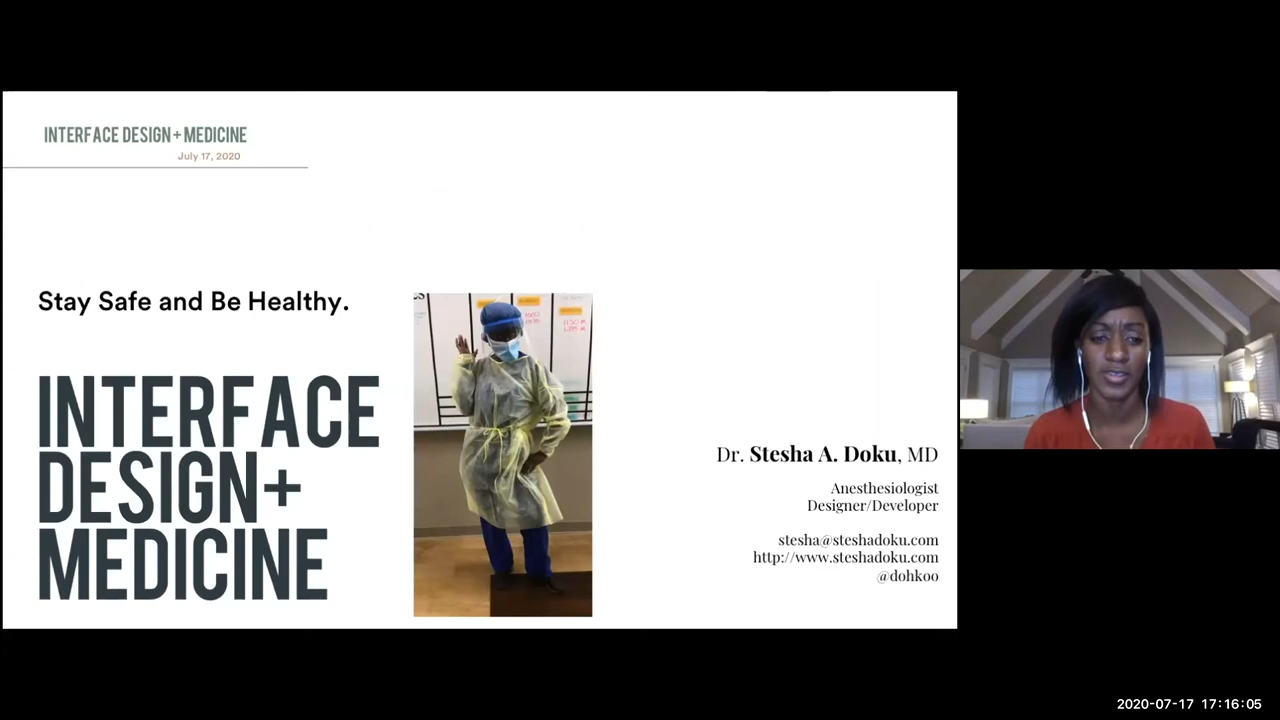 INTERFACE DESIGN + MEDICINE
July 17, 2020
Stay Safe and Be Healthy.
INTERFACE
DESIGN+
MEDICINE
Dr. Stesha A. Doku, MD
Anesthesiologist
Designer/Developer
stesha@steshadoku.com
http://www.steshadoku.com
@dohkoo
2020-07-17 17:16:05